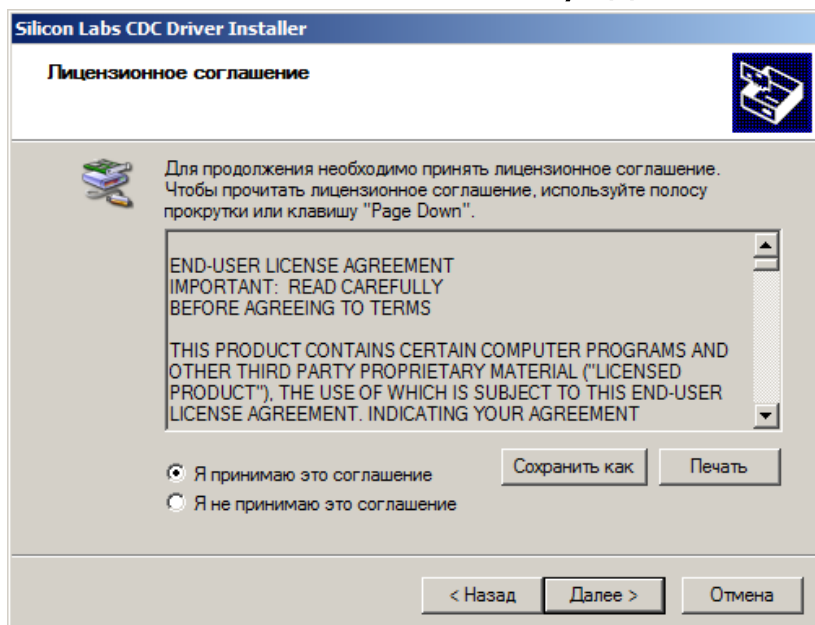 Silicon Labs CDC Driver Installer
Лицензионное соглашение
Для продолжения необходимо принять лицензионное соглашение.
Чтобы прочитать лицензионное соглашение, используйте полосу
прокрутки или клавишу "Page Down".
END-USER LICENSE AGREEMENT
IMPORTANT: READ CAREFULLY
BEFORE AGREEING TO TERMS
THIS PRODUCT CONTAINS CERTAIN COMPUTER PROGRAMS AND
OTHER THIRD PARTY PROPRIETARY MATERIAL ("LICENSED
PRODUCT"), THE USE OF WHICH IS SUBJECT TO THIS END-USER
LICENSE AGREEMENT. INDICATING YOUR AGREEMENT
Я принимаю это соглашение
Сохранить как
Печать
Я не принимаю это соглашение
< Назад
Далее >
Отмена